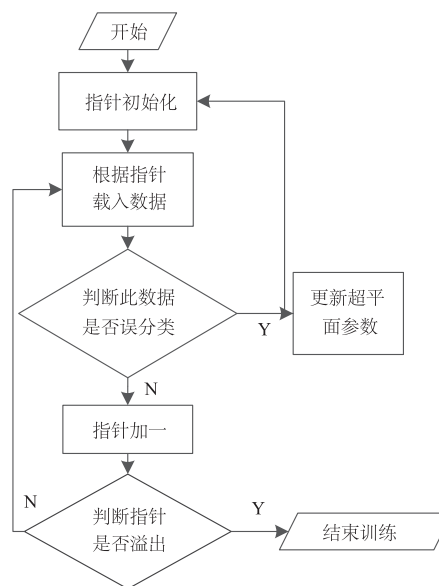 开始
指针初始化
根据指针
载入数据
判断此数据
是否误分类
Y
更新超平
面参数
N
指针加一
N
判断指针
是否溢出
Y
结束训练